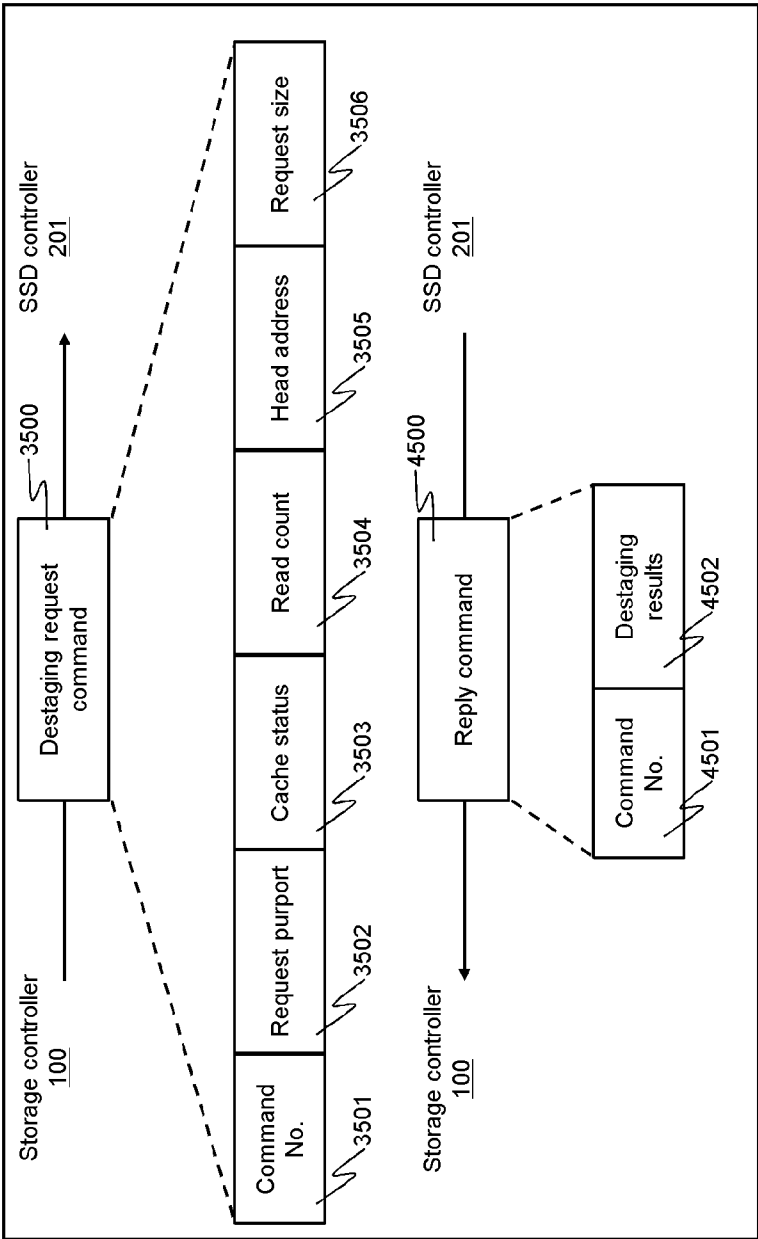 Storage controller
100
Destaging request
command
3500
SSD controller
201
Command
No.
3501
Request purport
3502
Cache status
3503
Read count
3504
Head address
3505
Request size
3506
Storage controller
100
Reply command
4500
SSD controller
201
Command
No.
4501
Destaging
results
4502